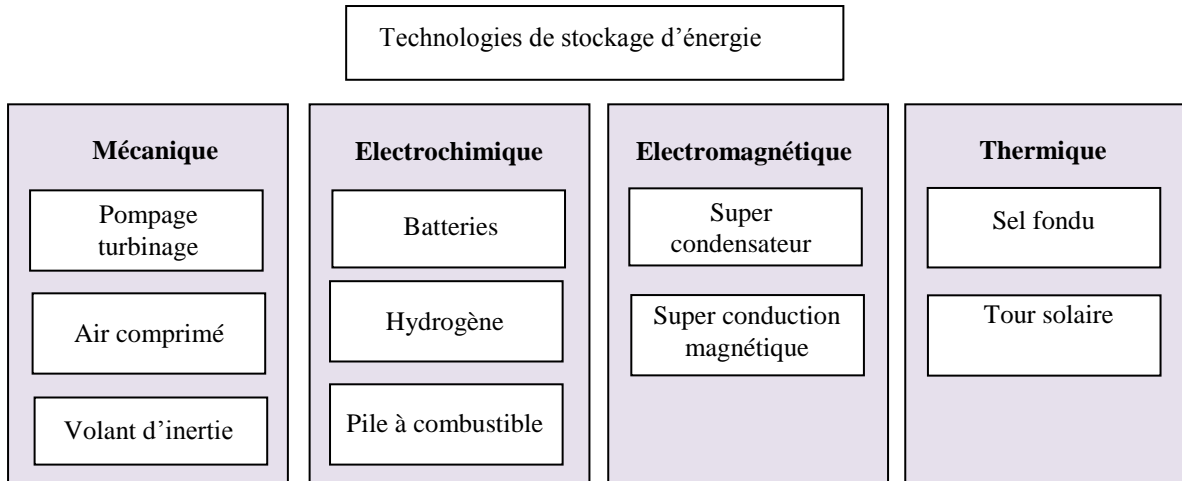 Technologies de stockage d’énergie
Mécanique
Pompage
turbinage
Air comprimé
Volant d’inertie
Electrochimique
Batteries
Hydrogène
Pile à combustible
Electromagnétique
Super
condensateur
Super conduction
magnétique
Thermique
Sel fondu
Tour solaire